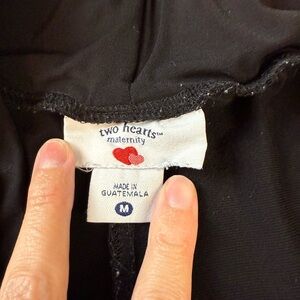 two hearts™
maternity
MADE IN
GUATEMALA
M